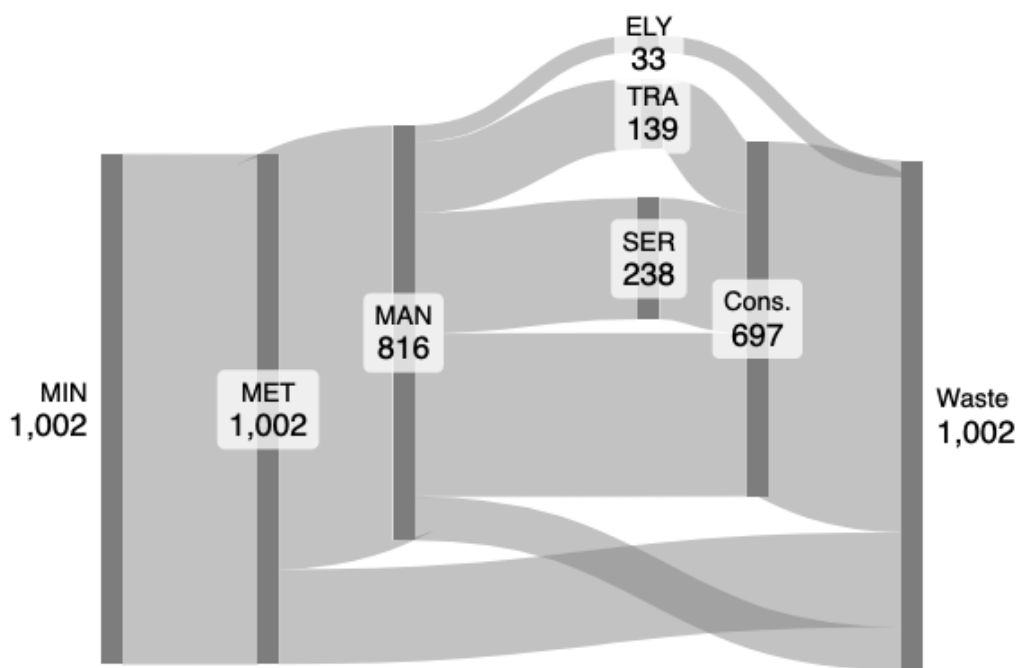 ELY
33
TRA
139
SER
238
Cons.
697
MAN
816
MIN
1,002
MET
1,002
Waste
1,002